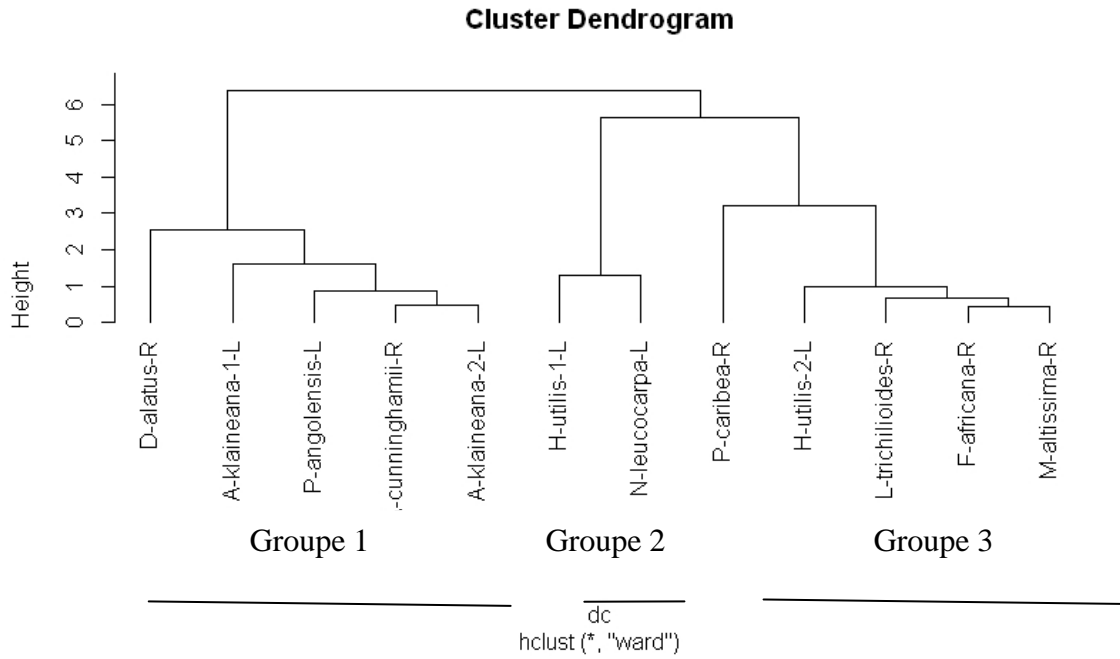 Cluster Dendrogram
Height
6
5
4
3
2
1
0
D-alatus-R
A-klaineana-1-L
P-angolensis-L
.-cunninghamii-R
A-klaineana-2-L
H-utilis-1-L
N-leucocarpa-L
P-caribea-R
H-utilis-2-L
L-trichilioides-R
F-africana-R
M-altissima-R
Groupe 1 Groupe 2 Groupe 3
dc
hclust (*, "ward")